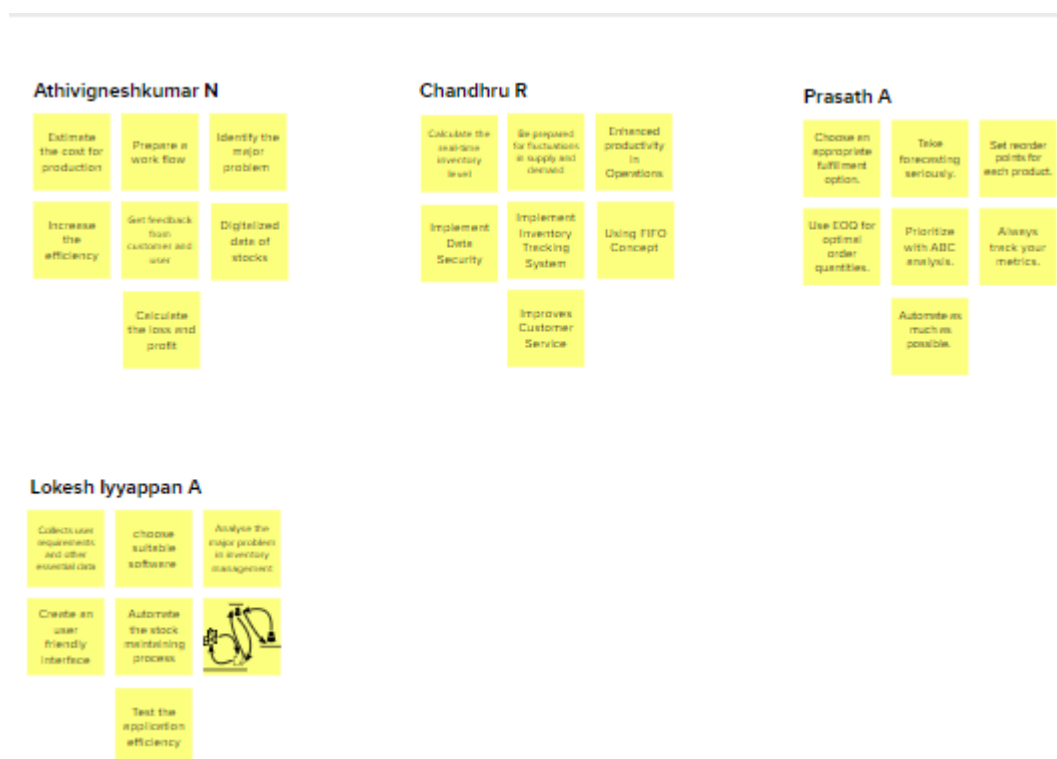 Athivigneshkumar N
Estimate
the cost for
production
Prepare a
work flow
Identify the
major
problem
Increase
the
efficiency
Get feedback
from
customer and
user
Digitalized
data of
stocks
Calculate
the loss and
profit
Chandhru R
Calculate the
real-time
inventory
level
Be prepared
for fluctuations
in supply and
demand
Enhanced
productivity
in
Operations
Implement
Data
Security
Implement
Inventory
Tracking
System
Using FIFO
Concept
Improves
Customer
Service
Prasath A
Choose an
appropriate
fulfillment
option.
Take
forecasting
seriously.
Set reorder
points for
each product.
Use EOQ for
optimal
order
quantities.
Prioritize
with ABC
analysis.
Always
track your
metrics.
Automate as
much as
possible.
Lokesh Iyyappan A
Collects user
requirements
and other
essential data
choose
suitable
software
Analyse the
major problem
in inventory
management
Create an
user
friendly
interface
Automate
the stock
maintaining
process
Test the
application
efficiency